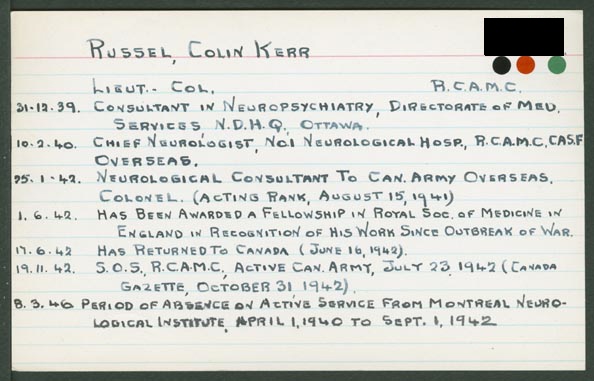 RUSSEL, COLIN KERR
LIEUT.- COL. R.C.A.M.C.
31-12.39. CONSULTANT IN NEUROPSYCHIATRY, DIRECTORATE OF MED.
SERVICES N.D.H.Q. OTTAWA.
10.2.40. CHIEF NEUROLOGIST, NO1 NEUROLOGICAL HOSP., R.C.A.M.C. CAS.F
OVERSEAS.
25.1.42. NEUROLOGICAL CONSULTANT TO CAN. ARMY OVERSEAS.
COLONEL. (ACTING RANK, AUGUST 15, 1941)
1.6.42. HAS BEEN AWARDED A FELLOWSHIP IN ROYAL SOC. OF MEDICINE IN
ENGLAND IN RECOGNITION OF HIS WORK SINCE OUTBREAK OF WAR.
17.6.42 HAS RETURNED TO CANADA (JUNE 16, 1942).
19.11.42. S.O.S., R.C.A.M.C., ACTIVE CAN. ARMY, JULY 23 1942 (CANADA
GAZETTE, OCTOBER 31 1942).
8.3.46 PERIOD OF ABSENCE ON ACTIVE SERVICE FROM MONTREAL NEURO-
LOGICAL INSTITUTE, APRIL 1, 1940 TO SEPT. 1, 1942